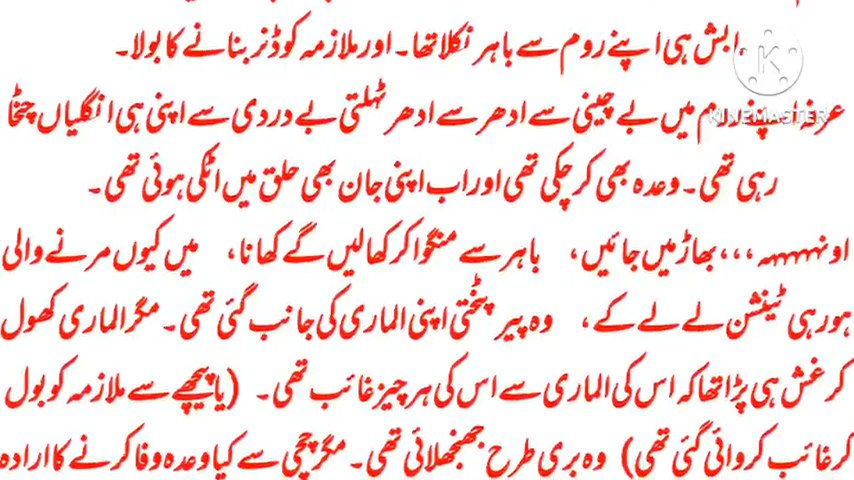 ابش ہی اپنے روم سے باہر نکلا تھا۔ اور ملازمہ کو ڈنر بنانے کا بولا۔
KINEMASTER
عرفہ اپنے روم میں بے چینی سے ادھر سے ادھر ٹہلتی بے دردی سے اپنی ہی انگلیاں چٹخا
رہی تھی۔ وعدہ بھی کر چکی تھی اور اب اپنی جان بھی حلق میں اٹکی ہوئی تھی۔
اونہہہہہ،،، بھاڑ میں جائیں، باہر سے منگوا کر کھا لیں گے کھانا، میں کیوں مرنے والی
ہو رہی ٹینشن لے لے کے، وہ پیر پٹختی اپنی الماری کی جانب گئی تھی۔ مگر الماری کھول
کر غش ہی پڑا تھا کہ اس کی الماری سے اس کی ہر چیز غائب تھی۔ (یا پیچھے سے ملازمہ کو بول
کر غائب کروائی گئی تھی) وہ بری طرح جھنجھلائی تھی۔ مگر چچی سے کیا وعدہ وفا کرنے کا ارادہ